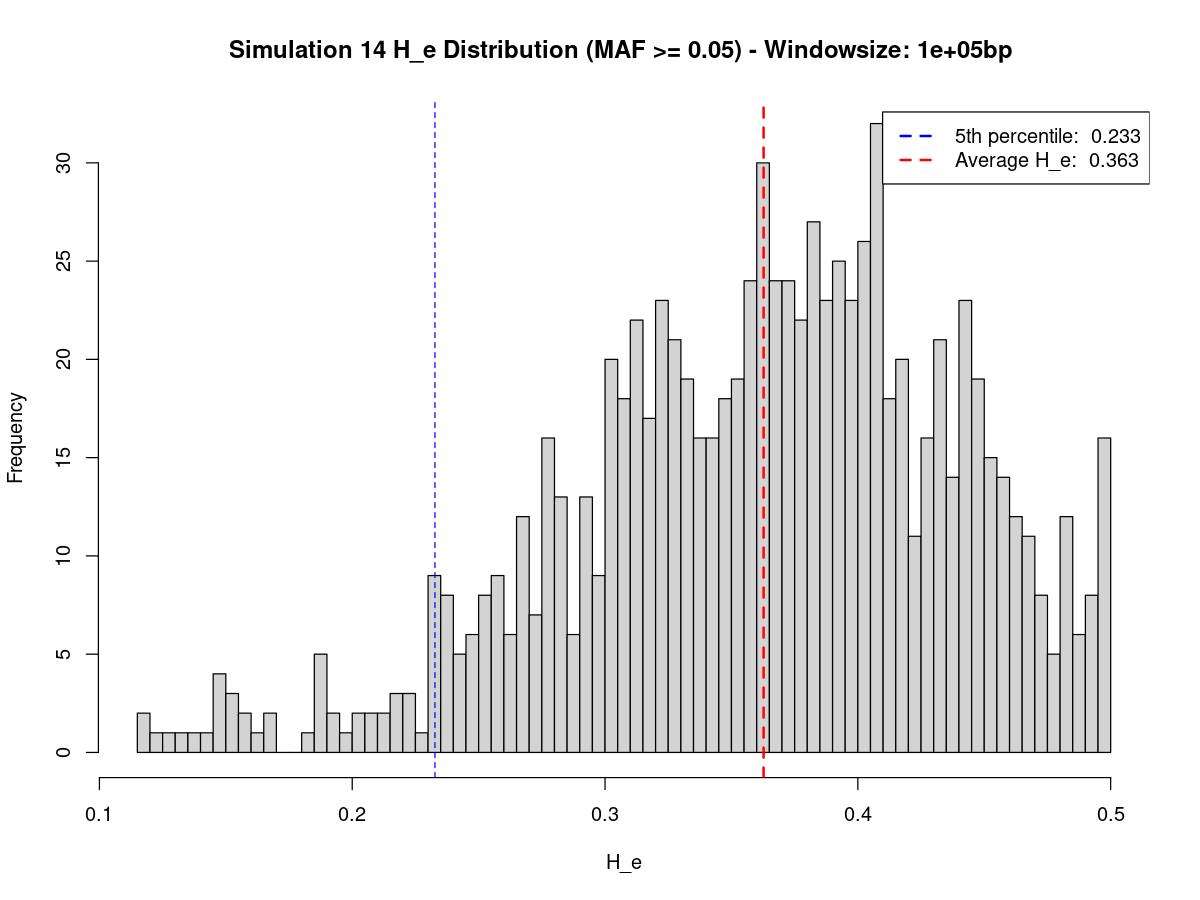 Simulation 14 H_e Distribution (MAF >= 0.05) - Windowsize: 1e+05bp
5th percentile:  0.233
Average H_e:  0.363
Frequency
30
25
20
15
10
5
0
0.1 0.2 0.3 0.4 0.5
H_e